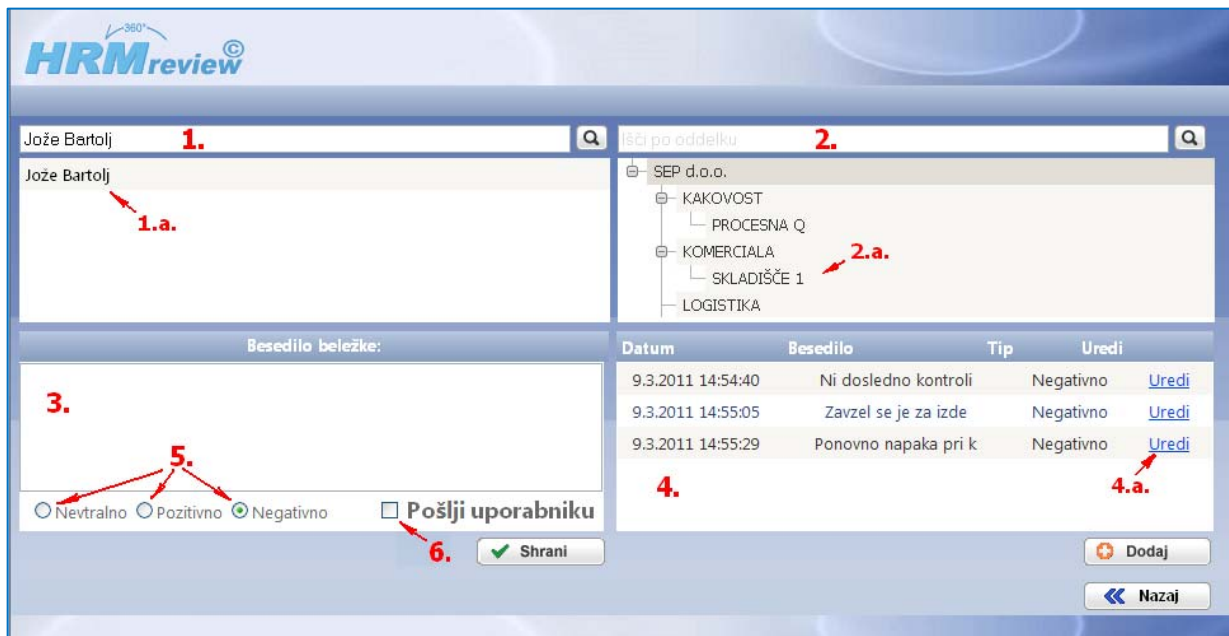 360°
HRMreview©
Jože Bartolj 1.
Išči po oddelku 2.
Jože Bartolj
1.a.
SEP d.o.o.
KAKOVOST
PROCESNA Q
KOMERCIALA
2.a.
SKLADIŠČE 1
LOGISTIKA
Besedilo beležke:
3.
5.
Nevtralno Pozitivno Negativno Pošlji uporabniku
6.
Shrani
Datum Besedilo Tip Uredi
9.3.2011 14:54:40 Ni dosledno kontroli Negativno Uredi
9.3.2011 14:55:05 Zavzel se je za izde Negativno Uredi
9.3.2011 14:55:29 Ponovno napaka pri k Negativno Uredi
4.
4.a.
Dodaj
Nazaj